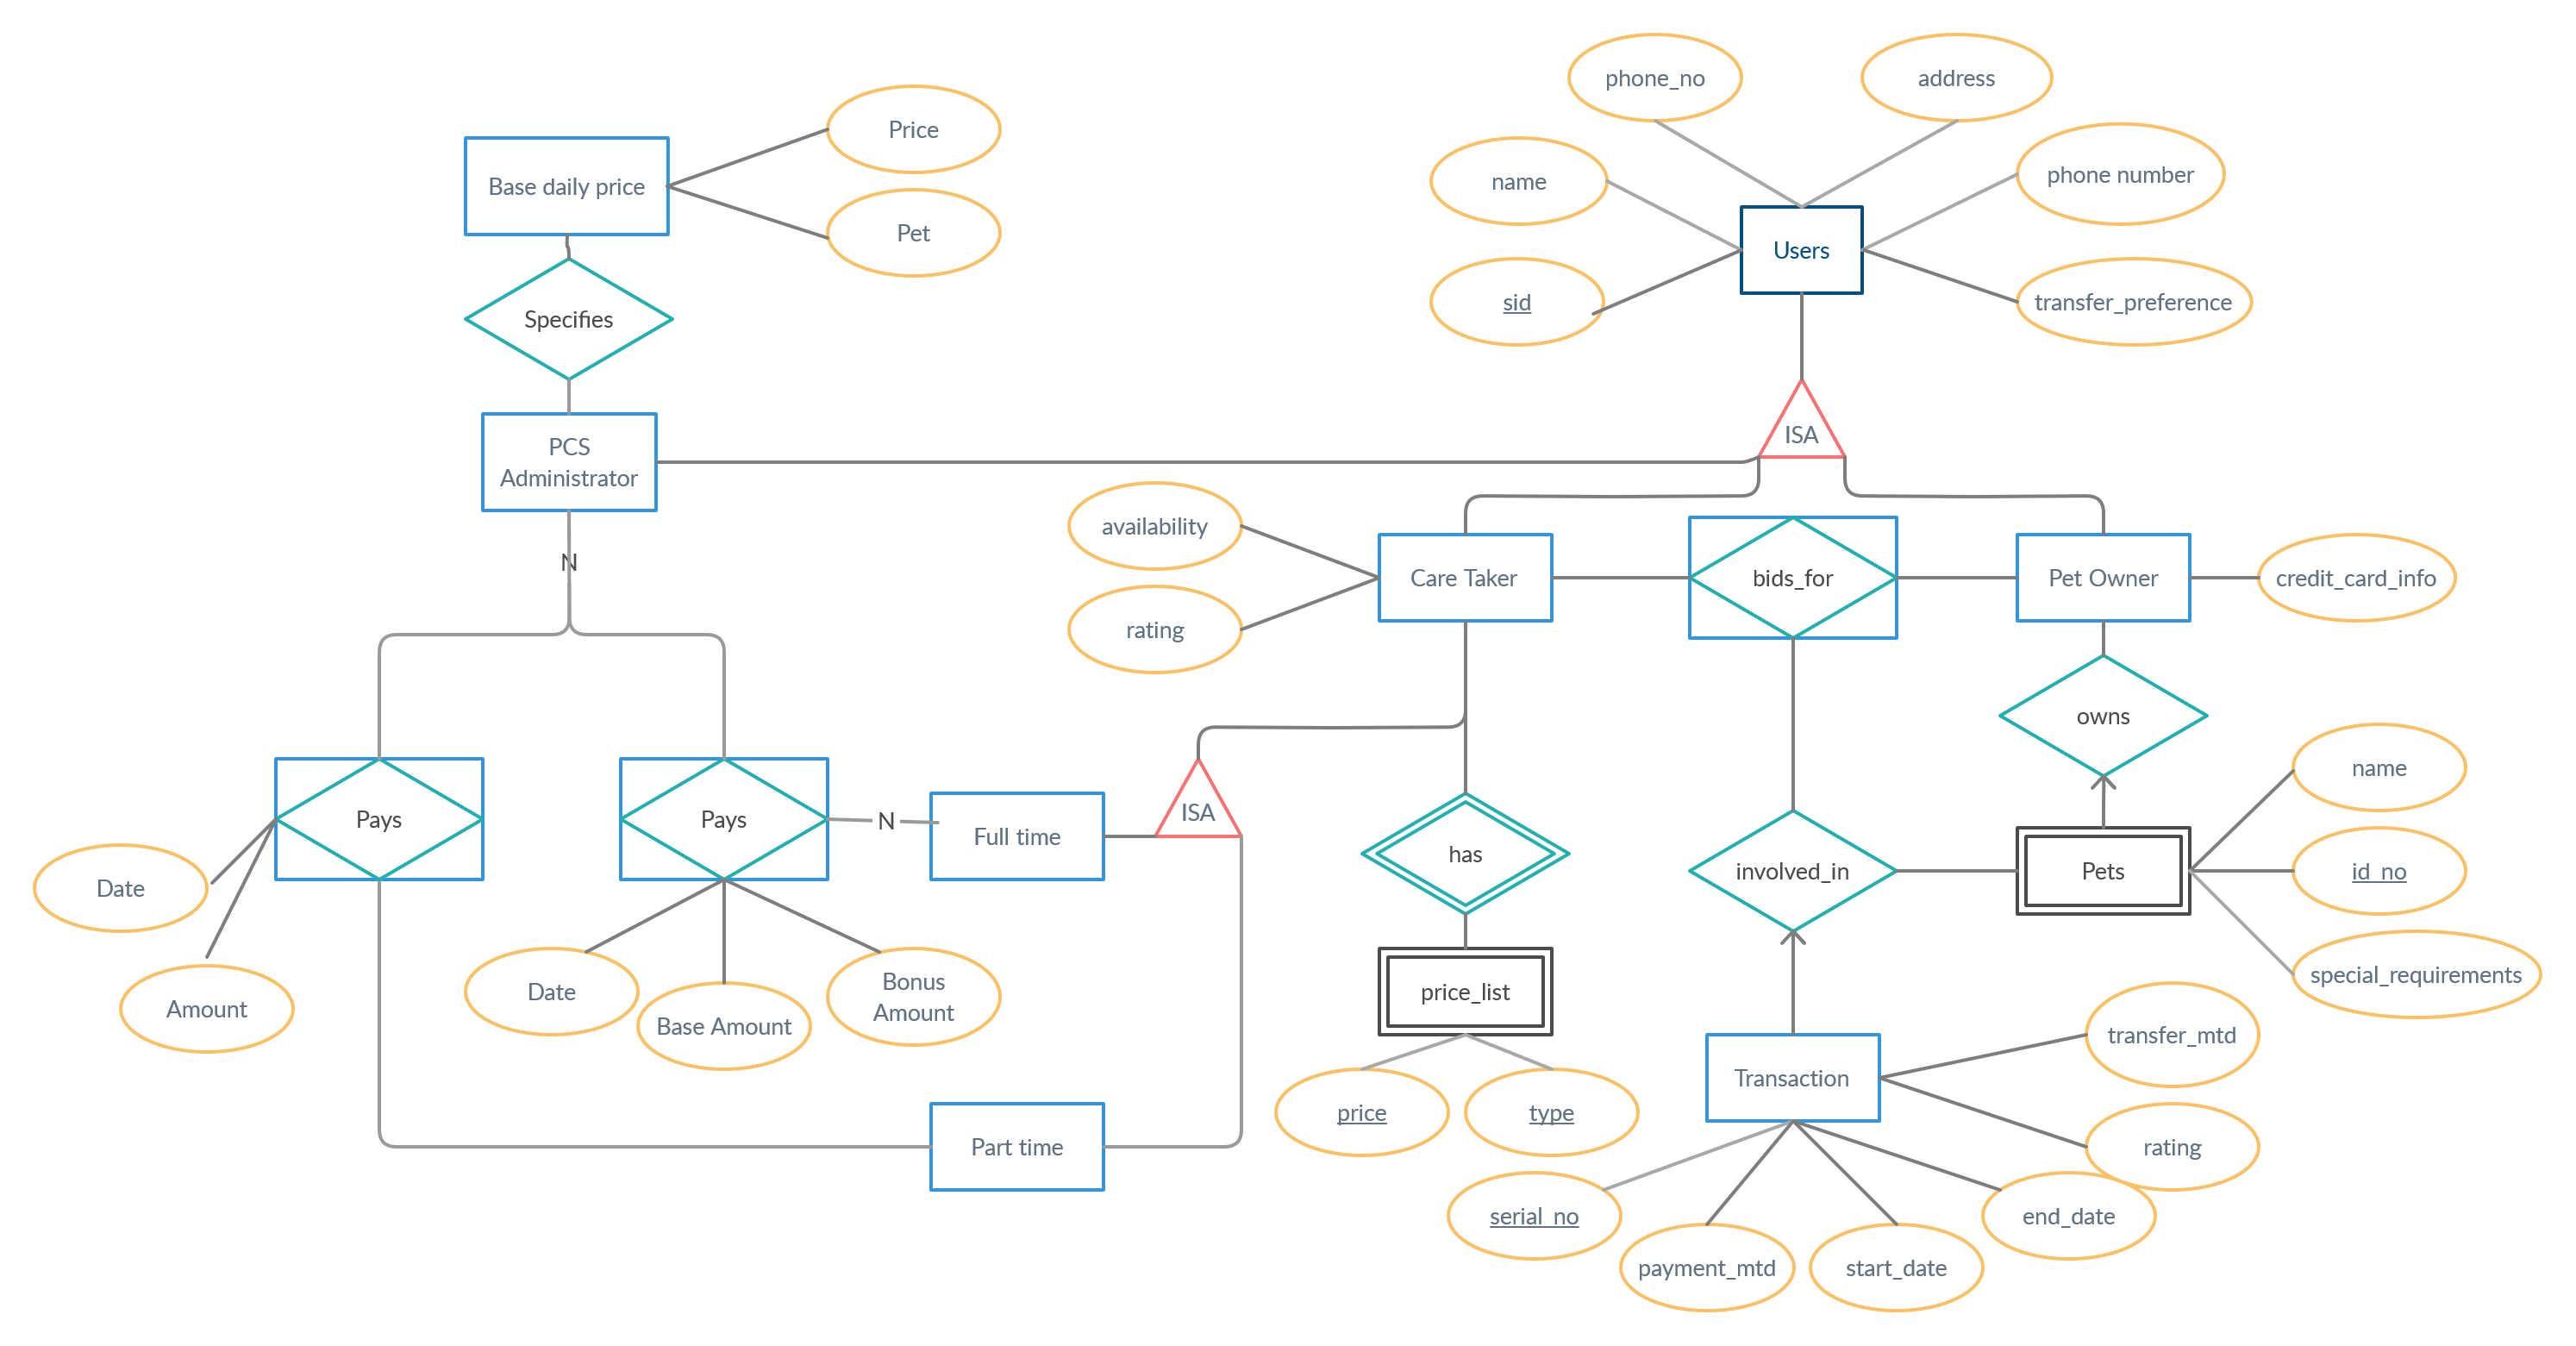 phone_no
address
Price
Base daily price
name
phone number
Pet
Users
sid
transfer_preference
Specifies
ISA
PCS
Administrator
availability
N
Care Taker
bids_for
Pet Owner
credit_card_info
rating
owns
name
Pays
Pays
N
Full time
ISA
has
involved_in
Pets
id_no
Date
special_requirements
Date
Bonus
Amount
price_list
Amount
Base Amount
transfer_mtd
Transaction
price
type
Part time
rating
serial_no
end_date
payment_mtd
start_date